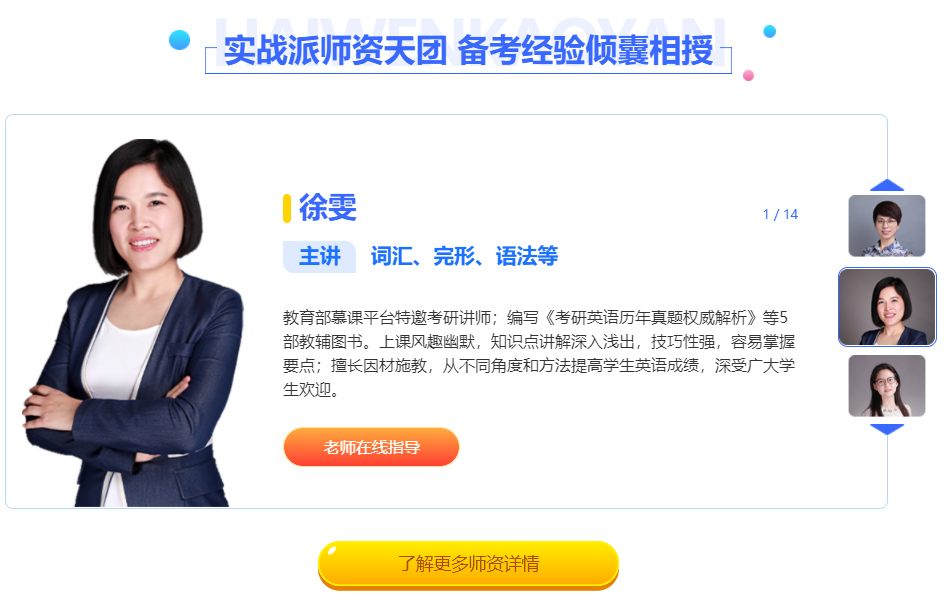 HAIWENKAOYAN
实战派师资天团 备考经验倾囊相授
徐雯
1 / 14
主讲 词汇、完形、语法等
教育部慕课平台特邀考研讲师；编写《考研英语历年真题权威解析》等5
部教辅图书。上课风趣幽默，知识点讲解深入浅出，技巧性强，容易掌握
要点；擅长因材施教，从不同角度和方法提高学生英语成绩，深受广大学
生欢迎。
老师在线指导
了解更多师资详情